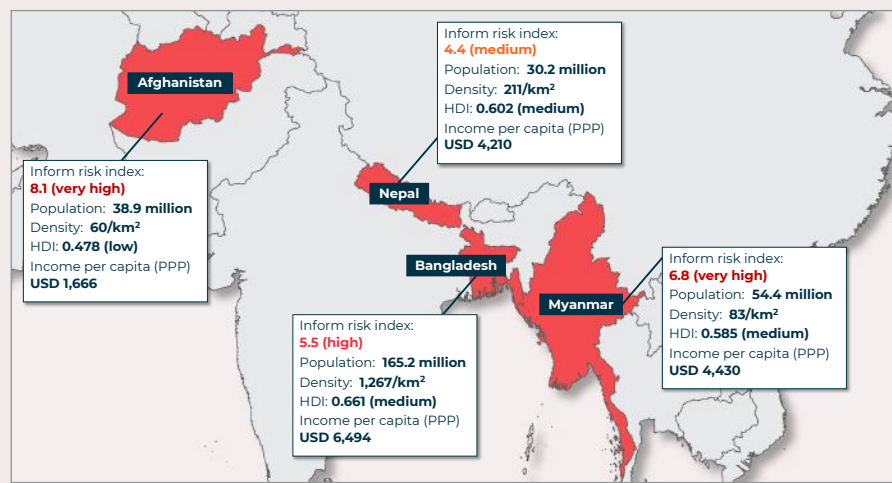 Afghanistan
Inform risk index:
8.1 (very high)
Population: 38.9 million
Density: 60/km²
HDI: 0.478 (low)
Income per capita (PPP)
USD 1,666
Inform risk index:
4.4 (medium)
Population: 30.2 million
Density: 211/km²
HDI: 0.602 (medium)
Income per capita (PPP)
USD 4,210
Nepal
Bangladesh
Inform risk index:
5.5 (high)
Population: 165.2 million
Density: 1,267/km²
HDI: 0.661 (medium)
Income per capita (PPP)
USD 6,494
Myanmar
Inform risk index:
6.8 (very high)
Population: 54.4 million
Density: 83/km²
HDI: 0.585 (medium)
Income per capita (PPP)
USD 4,430